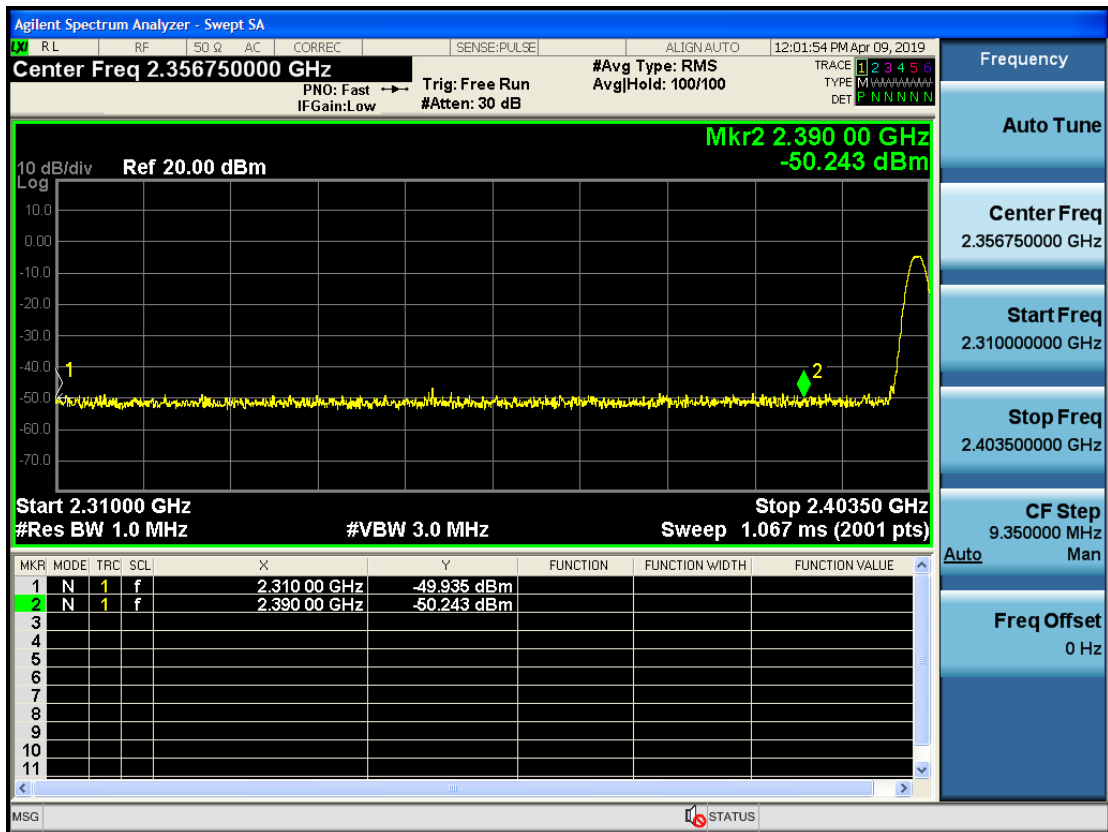 Agilent Spectrum Analyzer - Swept SA
LXI RL RF 50 Ω AC CORREC SENSE:PULSE ALIGN AUTO 12:01:54 PM Apr 09, 2019
Center Freq 2.356750000 GHz
PNO: Fast
IFGain:Low
Trig: Free Run
#Atten: 30 dB
#Avg Type: RMS
Avg|Hold: 100/100
TRACE 1 2 3 4 5 6
TYPE M WWWWW
DET P N N N N N
Mkr2 2.390 00 GHz
-50.243 dBm
10 dB/div Ref 20.00 dBm
Log
10.0
0.00
-10.0
-20.0
-30.0
-40.0
-50.0
-60.0
-70.0
1
2
Start 2.31000 GHz Stop 2.40350 GHz
#Res BW 1.0 MHz #VBW 3.0 MHz Sweep 1.067 ms (2001 pts)
MKR MODE TRC SCL X Y FUNCTION FUNCTION WIDTH FUNCTION VALUE
1 N 1 f 2.310 00 GHz -49.935 dBm
2 N 1 f 2.390 00 GHz -50.243 dBm
3
4
5
6
7
8
9
10
11
MSG STATUS
Frequency
Auto Tune
Center Freq
2.356750000 GHz
Start Freq
2.310000000 GHz
Stop Freq
2.403500000 GHz
CF Step
9.350000 MHz
Auto Man
Freq Offset
0 Hz